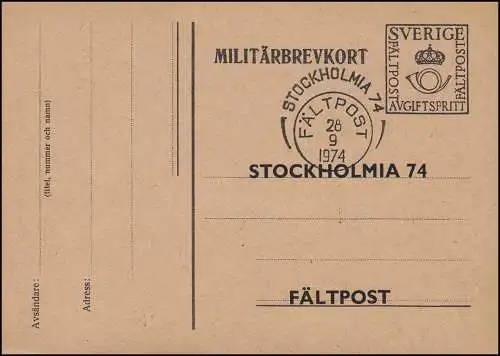 MILITÄRBREVKORT
SVERIGE
FÄLTPOST
FÄLTPOST
AVGIFTSFRITT
STOCKHOLMIA 74
FÄLTPOST
28
9
1974
STOCKHOLMIA 74
FÄLTPOST
Avsändare:
(titel, nummer och namn)
Adress: